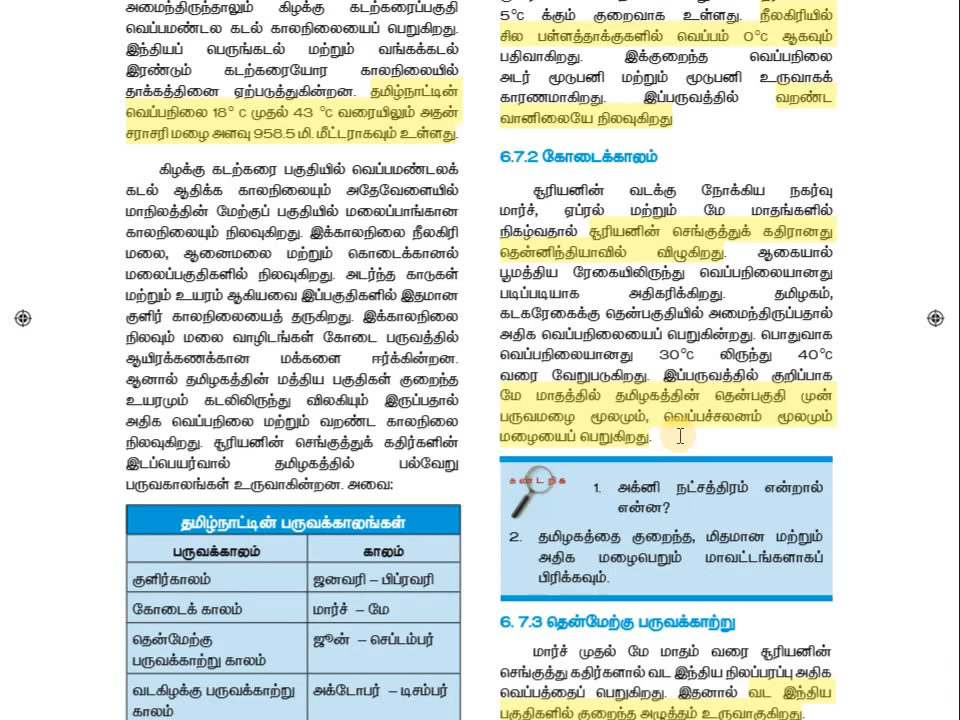 அமைந்திருந்தாலும் கிழக்கு கடற்கரைப்பகுதி
வெப்பமண்டல கடல் காலநிலையைப் பெறுகிறது.
இந்தியப் பெருங்கடல் மற்றும் வங்கக்கடல்
இரண்டும் கடற்கரையோர காலநிலையில்
தாக்கத்தினை ஏற்படுத்துகின்றன. தமிழ்நாட்டின்
வெப்பநிலை 18° c முதல் 43 °c வரையிலும் அதன்
சராசரி மழை அளவு 958.5 மி. மீட்டராகவும் உள்ளது.
கிழக்கு கடற்கரை பகுதியில் வெப்பமண்டலக்
கடல் ஆதிக்க காலநிலையும் அதேவேளையில்
மாநிலத்தின் மேற்குப் பகுதியில் மலைப்பாங்கான
காலநிலையும் நிலவுகிறது. இக்காலநிலை நீலகிரி
மலை, ஆனைமலை மற்றும் கொடைக்கானல்
மலைப்பகுதிகளில் நிலவுகிறது. அடர்ந்த காடுகள்
மற்றும் உயரம் ஆகியவை இப்பகுதிகளில் இதமான
குளிர் காலநிலையைத் தருகிறது. இக்காலநிலை
நிலவும் மலை வாழிடங்கள் கோடை பருவத்தில்
ஆயிரக்கணக்கான மக்களை ஈர்க்கின்றன.
ஆனால் தமிழகத்தின் மத்திய பகுதிகள் குறைந்த
உயரமும் கடலிலிருந்து விலகியும் இருப்பதால்
அதிக வெப்பநிலை மற்றும் வறண்ட காலநிலை
நிலவுகிறது. சூரியனின் செங்குத்துக் கதிர்களின்
இடப்பெயர்வால் தமிழகத்தில் பல்வேறு
பருவகாலங்கள் உருவாகின்றன. அவை:
தமிழ்நாட்டின் பருவக்காலங்கள்
பருவக்காலம் காலம்
குளிர்காலம் ஜனவரி – பிப்ரவரி
கோடைக் காலம் மார்ச் – மே
தென்மேற்கு
பருவக்காற்று காலம் ஜூன் – செப்டம்பர்
வடகிழக்கு பருவக்காற்று
காலம் அக்டோபர் – டிசம்பர்
5°c க்கும் குறைவாக உள்ளது. நீலகிரியில்
சில பள்ளத்தாக்குகளில் வெப்பம் 0°c ஆகவும்
பதிவாகிறது. இக்குறைந்த வெப்பநிலை
அடர் மூடுபனி மற்றும் மூடுபனி உருவாகக்
காரணமாகிறது. இப்பருவத்தில் வறண்ட
வானிலையே நிலவுகிறது
6.7.2 கோடைக்காலம்
சூரியனின் வடக்கு நோக்கிய நகர்வு
மார்ச், ஏப்ரல் மற்றும் மே மாதங்களில்
நிகழ்வதால் சூரியனின் செங்குத்துக் கதிரானது
தென்னிந்தியாவில் விழுகிறது. ஆகையால்
பூமத்திய ரேகையிலிருந்து வெப்பநிலையானது
படிப்படியாக அதிகரிக்கிறது. தமிழகம்,
கடகரேகைக்கு தென்பகுதியில் அமைந்திருப்பதால்
அதிக வெப்பநிலையைப் பெறுகின்றது. பொதுவாக
வெப்பநிலையானது 30°c லிருந்து 40°c
வரை வேறுபடுகிறது. இப்பருவத்தில் குறிப்பாக
மே மாதத்தில் தமிழகத்தின் தென்பகுதி முன்
பருவமழை மூலமும், வெப்பச்சலனம் மூலமும்
மழையைப் பெறுகிறது.
கண்டறிக
1. அக்னி நட்சத்திரம் என்றால்
என்ன?
2. தமிழகத்தை குறைந்த, மிதமான மற்றும்
அதிக மழைபெறும் மாவட்டங்களாகப்
பிரிக்கவும்.
6. 7.3 தென்மேற்கு பருவக்காற்று
மார்ச் முதல் மே மாதம் வரை சூரியனின்
செங்குத்து கதிர்களால் வட இந்திய நிலப்பரப்பு அதிக
வெப்பத்தைப் பெறுகிறது. இதனால் வட இந்திய
பகுதிகளில் குறைந்த அழுத்தம் உருவாகுகிறது.